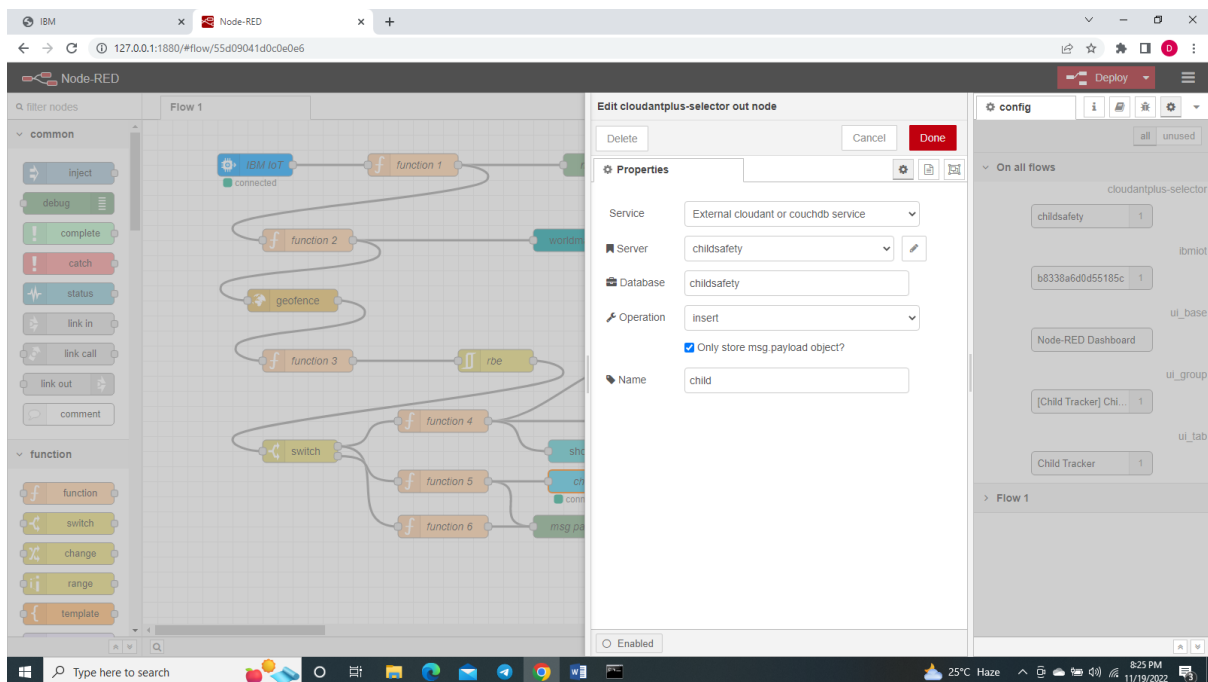 IBM
Node-RED
127.0.0.1:1880/#flow/55d09041d0c0e0e6
D
Node-RED
Deploy
filter nodes
common
inject
debug
complete
catch
status
link in
link call
link out
comment
function
function
switch
change
range
template
Flow 1
IBM IoT
connected
function 1
function 2
worldm
geofence
function 3
rbe
function 4
switch
sho
function 5
conn
function 6
msg pa
Edit cloudantplus-selector out node
Delete
Cancel
Done
Properties
Service
External cloudant or couchdb service
Server
childsafety
Database
childsafety
Operation
insert
Only store msg.payload object?
Name
child
Enabled
config
i
all
unused
On all flows
cloudantplus-selector
childsafety 1
ibmiot
b8338a6d0d55185c 1
ui_base
Node-RED Dashboard
ui_group
[Child Tracker] Chi... 1
ui_tab
Child Tracker 1
Flow 1
Type here to search
25°C Haze
8:25 PM
11/19/2022